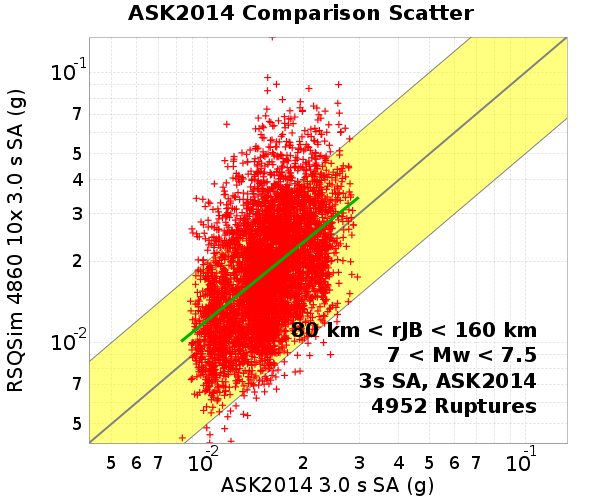 ASK2014 Comparison Scatter
RSQSim 4860 10x 3.0 s SA (g)
10⁻¹
7
5
4
3
2
10⁻²
7
5
80 km < rJB < 160 km
7 < Mw < 7.5
3s SA, ASK2014
4952 Ruptures
5 6 7 10⁻² 2 3 4 5 6 7 10⁻¹
ASK2014 3.0 s SA (g)